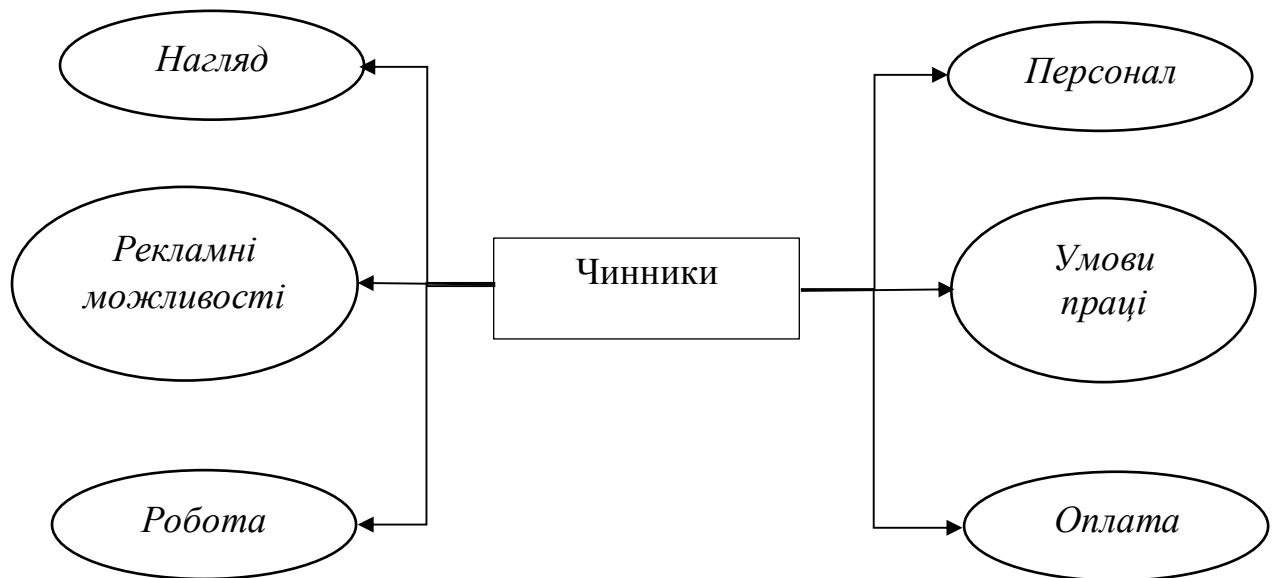 Нагляд
Персонал
Рекламні
можливості
Чинники
Умови
праці
Робота
Оплата